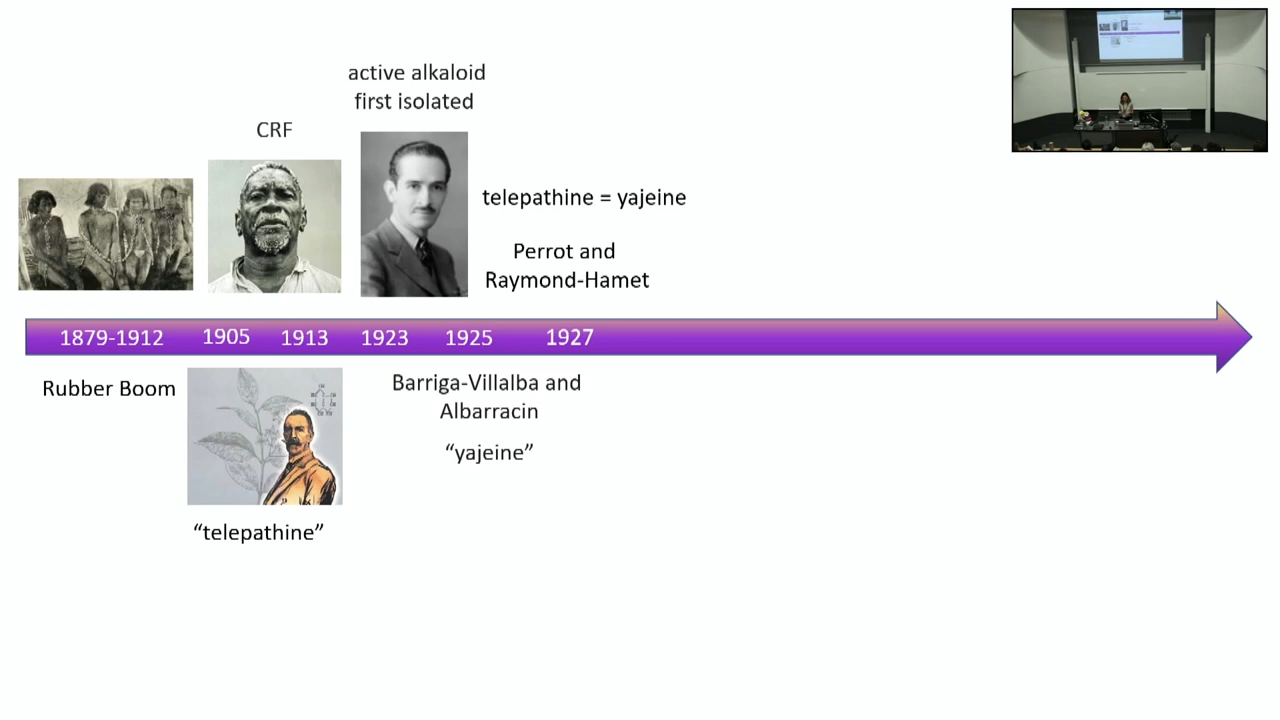 active alkaloid
first isolated
CRF
telepathine = yajeine
Perrot and
Raymond-Hamet
1879-1912 1905 1913 1923 1925 1927
Rubber Boom
Barriga-Villalba and
Albarracin
“yajeine”
“telepathine”